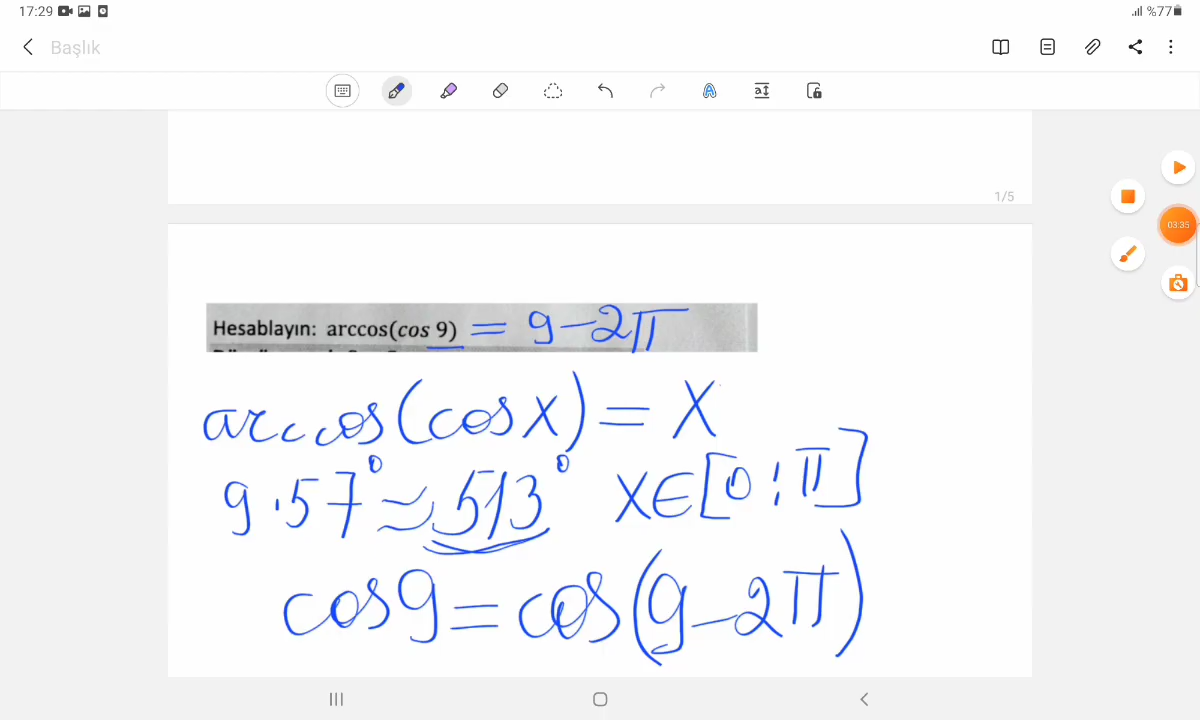 17:29 %77
Başlık
1/5
Hesablayın: arccos(cos 9) = 9-2π
arccos(cosx) = x
9·57° ≈ 513° x∈[0;π]
cos9 = cos(9-2π)
03:35